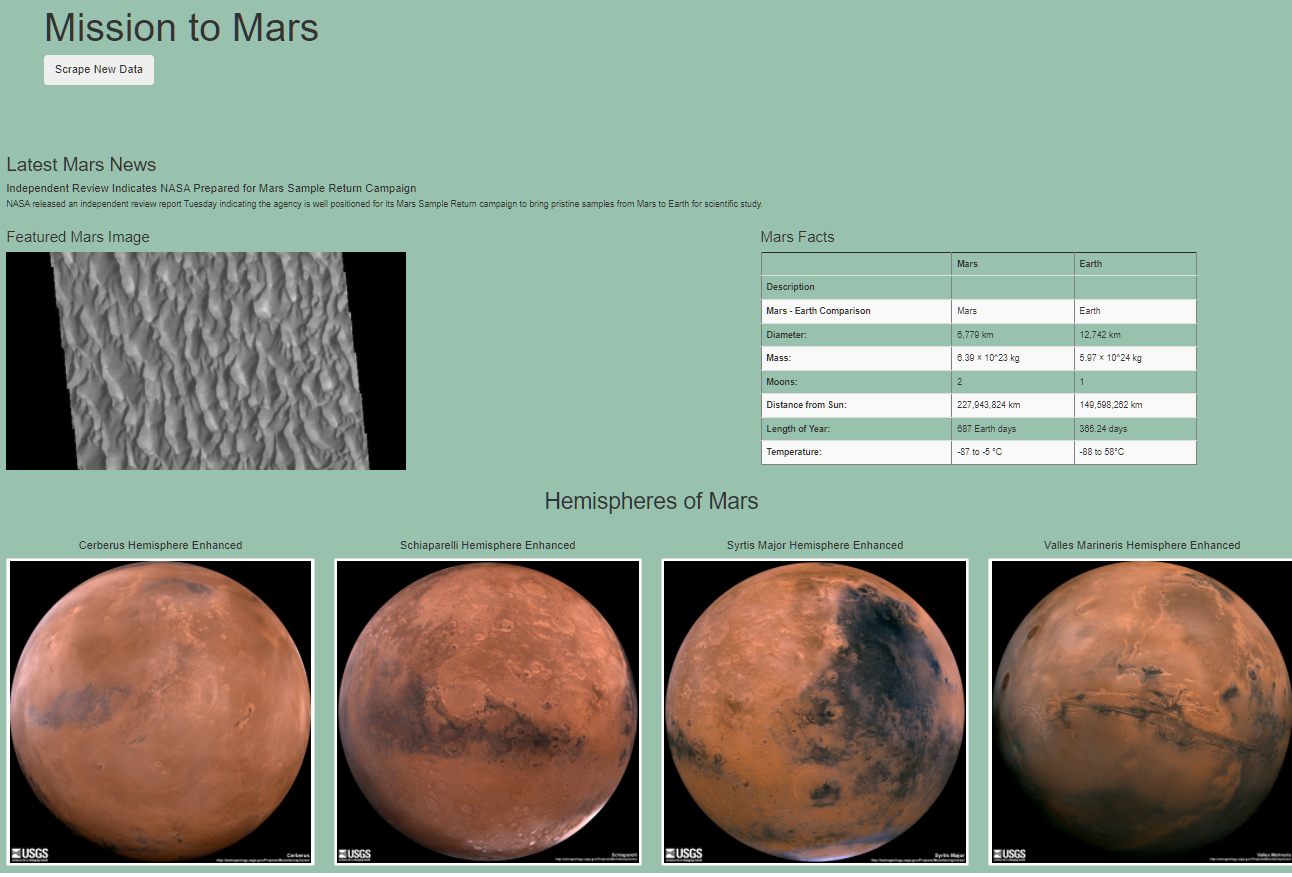 Mission to Mars
Scrape New Data
Latest Mars News
Independent Review Indicates NASA Prepared for Mars Sample Return Campaign
NASA released an independent review report Tuesday indicating the agency is well positioned for its Mars Sample Return campaign to bring pristine samples from Mars to Earth for scientific study.
Featured Mars Image
Mars Facts
Mars Earth
Description
Mars - Earth Comparison Mars Earth
Diameter: 6,779 km 12,742 km
Mass: 6.39 × 10^23 kg 5.97 × 10^24 kg
Moons: 2 1
Distance from Sun: 227,943,824 km 149,598,262 km
Length of Year: 687 Earth days 365.24 days
Temperature: -87 to -5 °C -88 to 58°C
Hemispheres of Mars
Cerberus Hemisphere Enhanced
Schiaparelli Hemisphere Enhanced
Syrtis Major Hemisphere Enhanced
Valles Marineris Hemisphere Enhanced
USGS
Cerberus
USGS
Schiaparelli
USGS
Syrtis Major
USGS
Valles Marineris